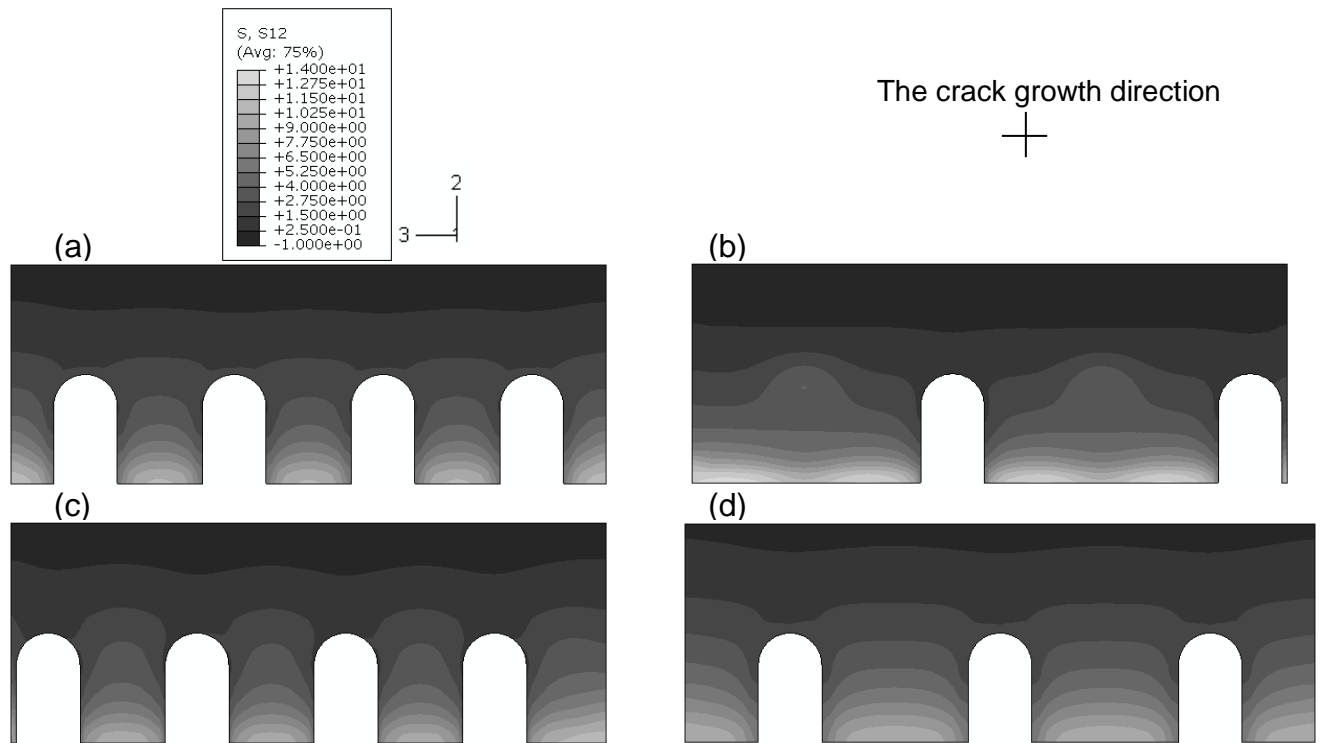 S, S12
(Avg: 75%)
+1.400e+01
+1.275e+01
+1.150e+01
+1.025e+01
+9.000e+00
+7.750e+00
+6.500e+00
+5.250e+00
+4.000e+00
+2.750e+00
+1.500e+00
+2.500e-01
-1.000e+00
The crack growth direction
2
3
1
(a)
(b)
(c)
(d)